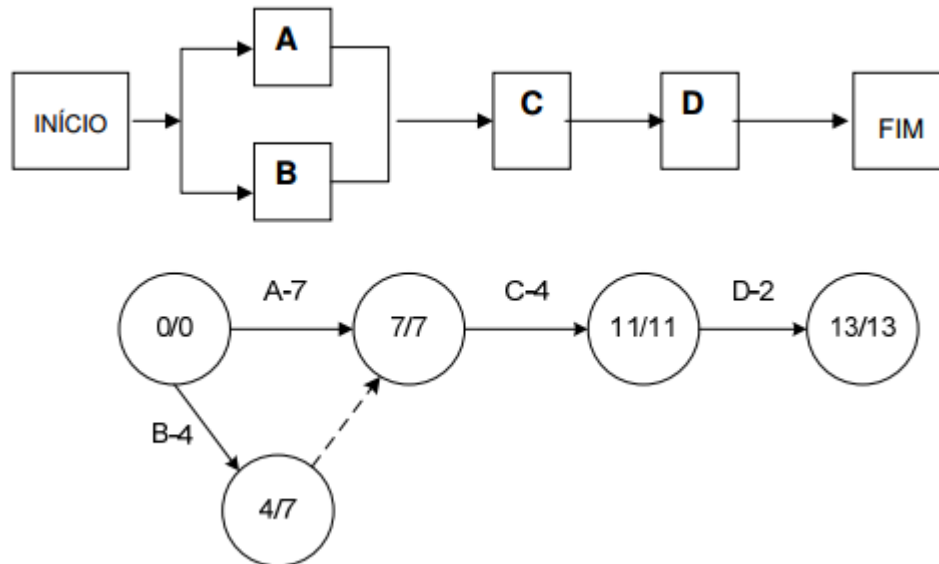 A
INÍCIO
C
D
FIM
B
A-7
C-4
D-2
0/0
7/7
11/11
13/13
B-4
4/7